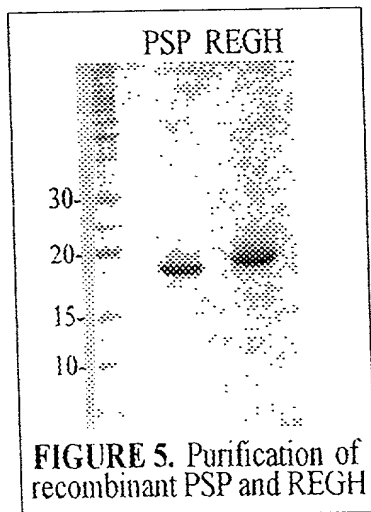 PSP REGH
30-
20-
15-
10-
FIGURE 5. Purification of
recombinant PSP and REGH